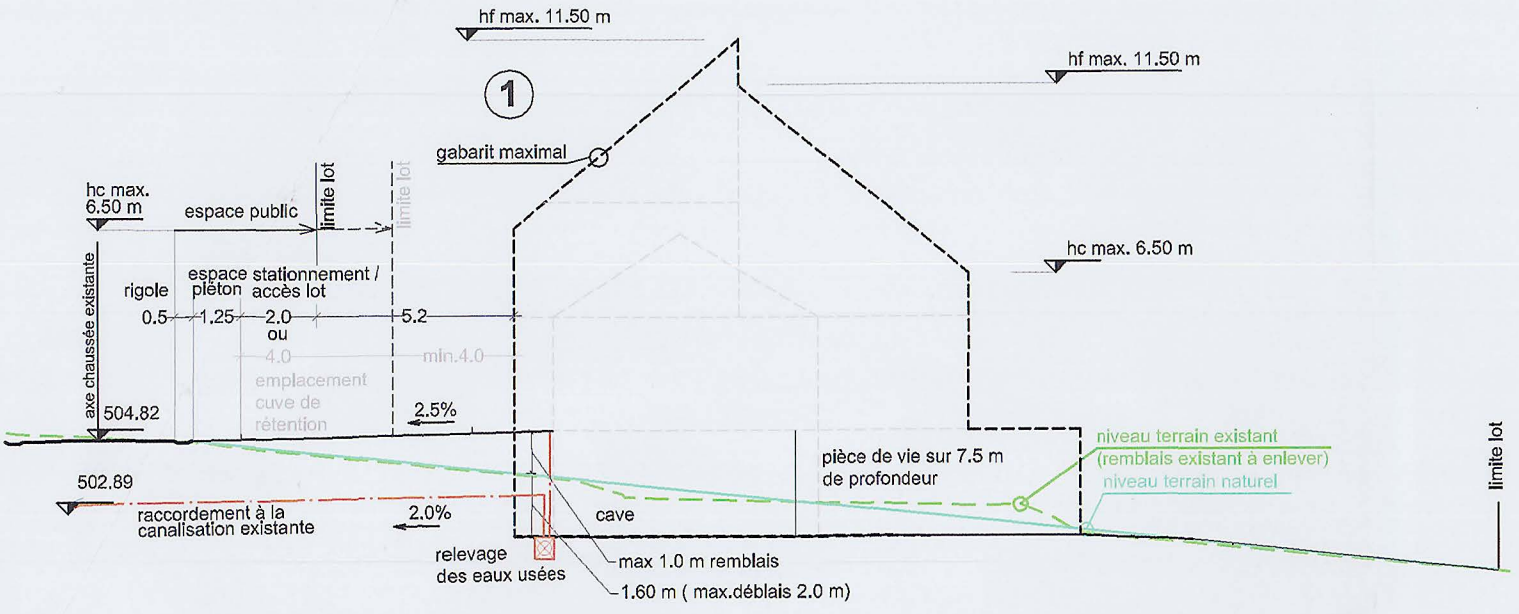 hf max. 11.50 m
hf max. 11.50 m
1
gabarit maximal
limite lot
limite lot
hc max.
6.50 m
espace public
hc max. 6.50 m
axe chaussée existante
rigole
espace
piéton
stationnement /
accès lot
0.5
1.25
2.0
5.2
ou
4.0
min.4.0
emplacement
cuve de
rétention
504.82
2.5%
pièce de vie sur 7.5 m
de profondeur
niveau terrain existant
(remblais existant à enlever)
niveau terrain naturel
limite lot
502.89
raccordement à la
canalisation existante
2.0%
cave
relevage
des eaux usées
max 1.0 m remblais
1.60 m ( max.déblais 2.0 m)